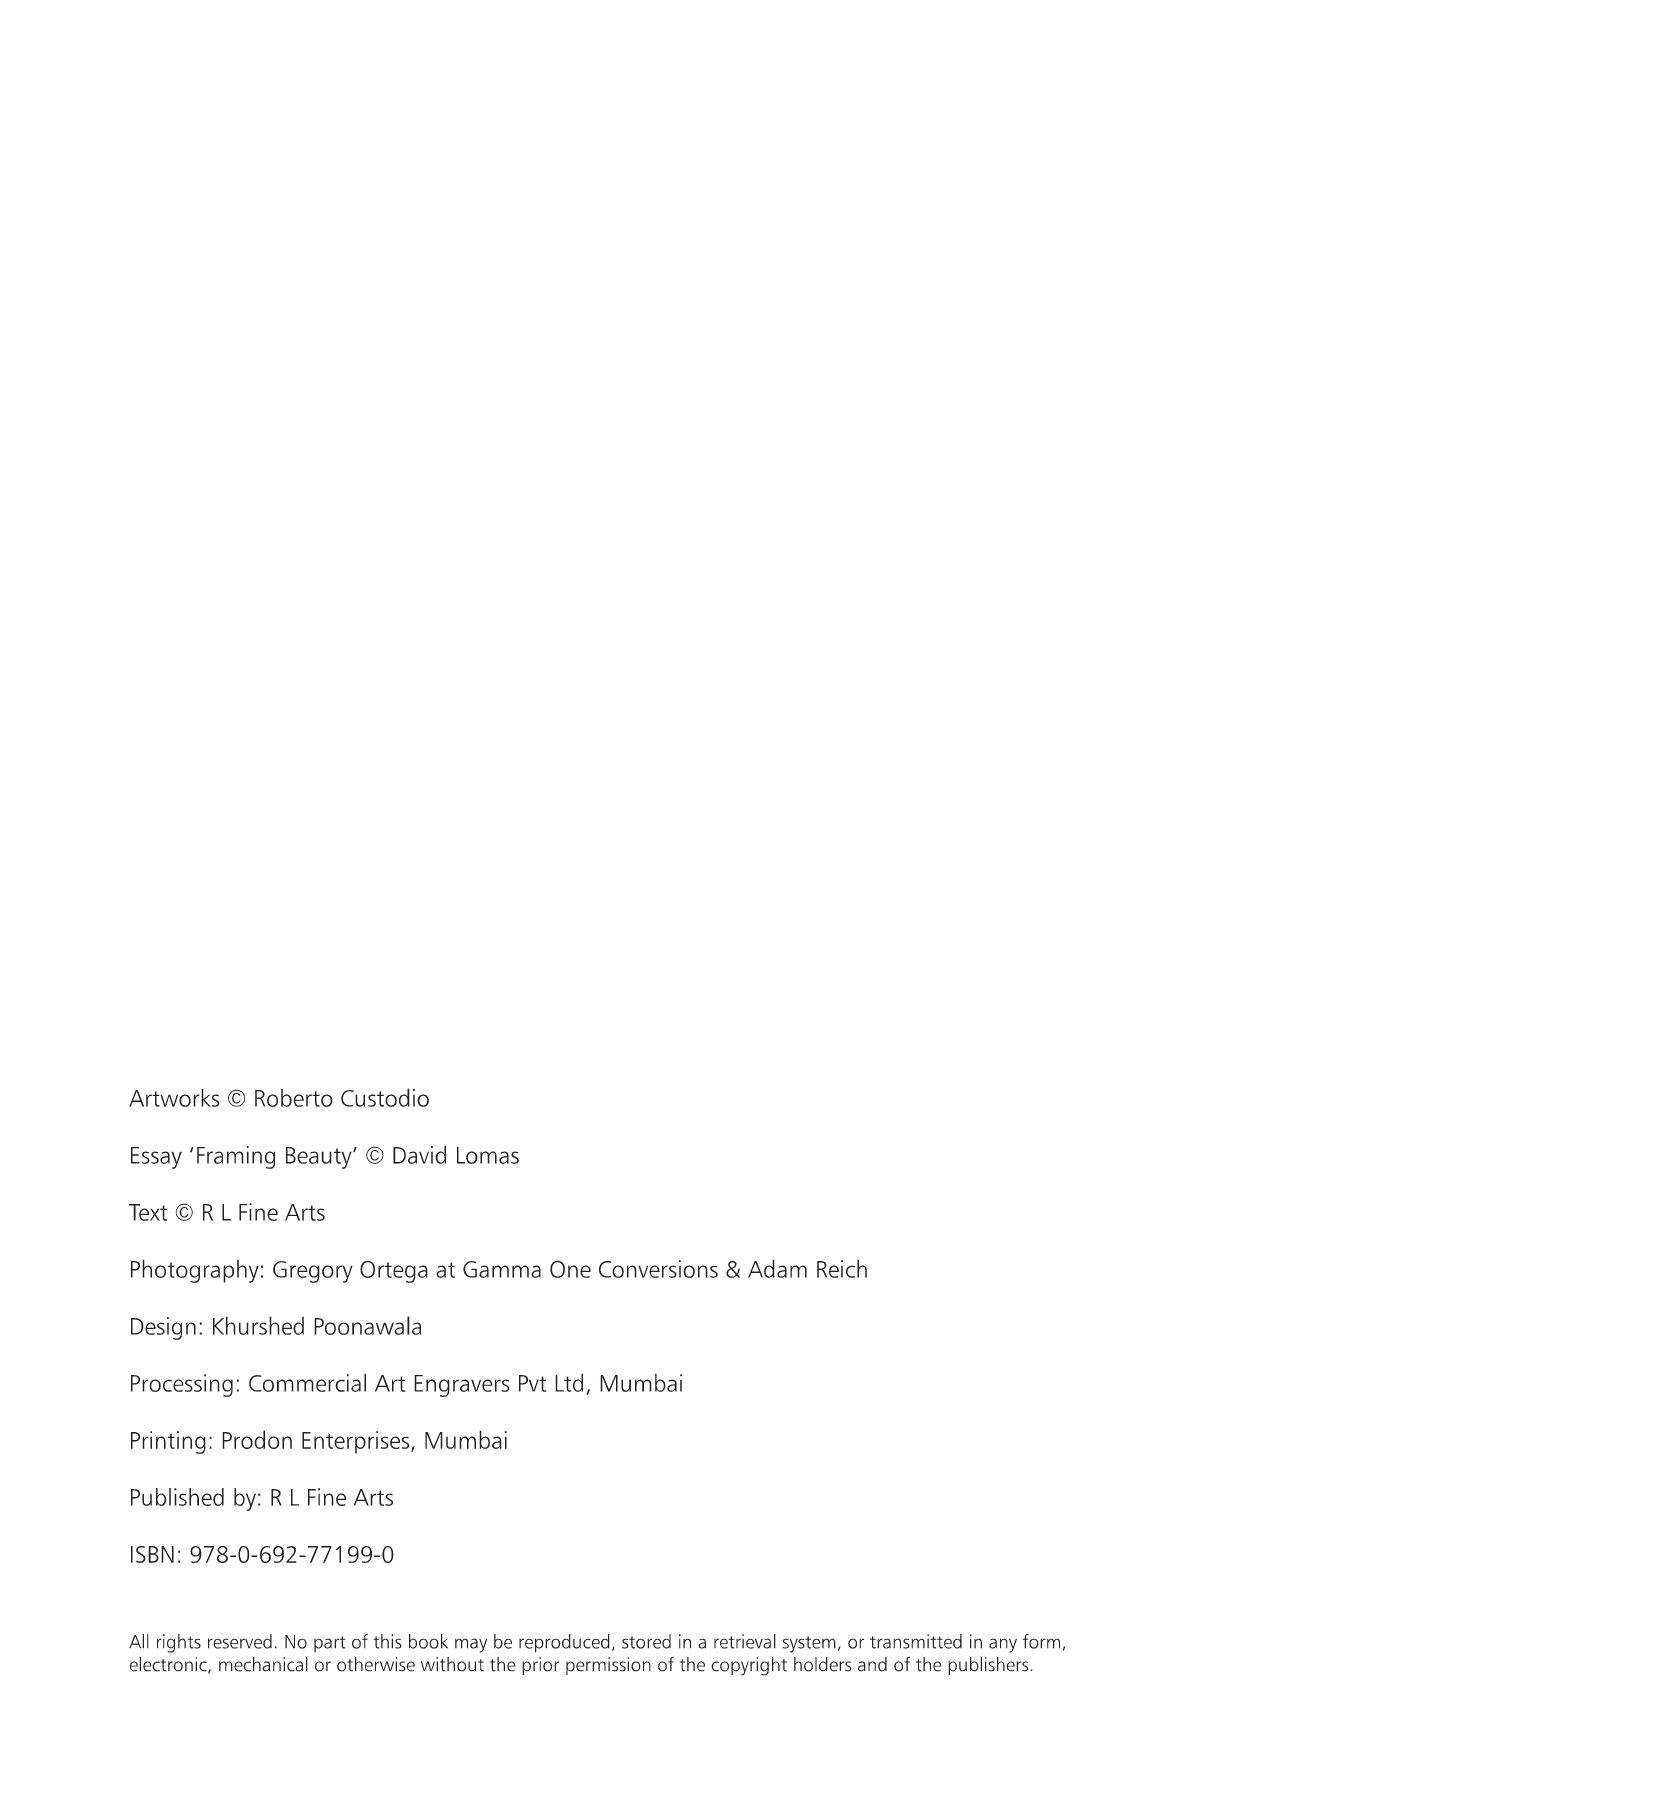 Artworks © Roberto Custodio
Essay ‘Framing Beauty’ © David Lomas
Text © R L Fine Arts
Photography: Gregory Ortega at Gamma One Conversions & Adam Reich
Design: Khurshed Poonawala
Processing: Commercial Art Engravers Pvt Ltd, Mumbai
Printing: Prodon Enterprises, Mumbai
Published by: R L Fine Arts
ISBN: 978-0-692-77199-0
All rights reserved. No part of this book may be reproduced, stored in a retrieval system, or transmitted in any form,
electronic, mechanical or otherwise without the prior permission of the copyright holders and of the publishers.